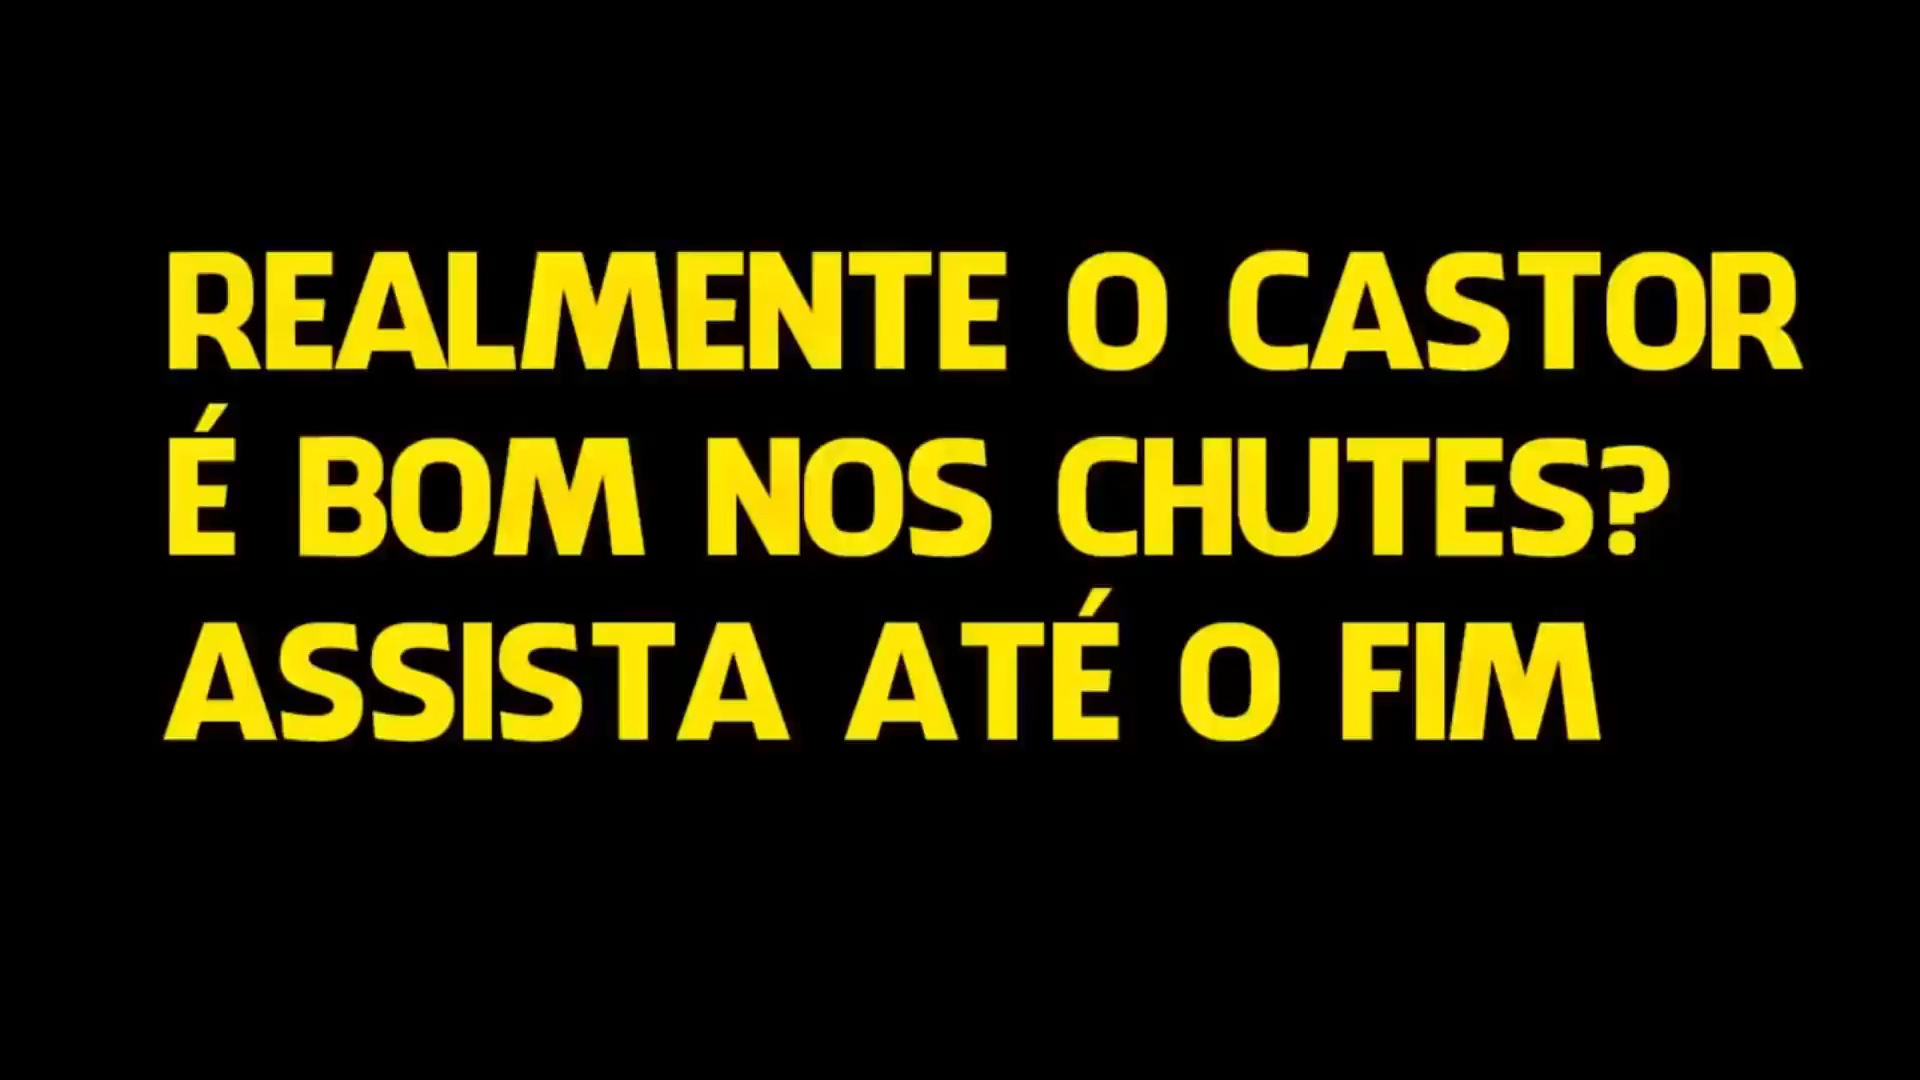 REALMENTE O CASTOR
É BOM NOS CHUTES?
ASSISTA ATÉ O FIM